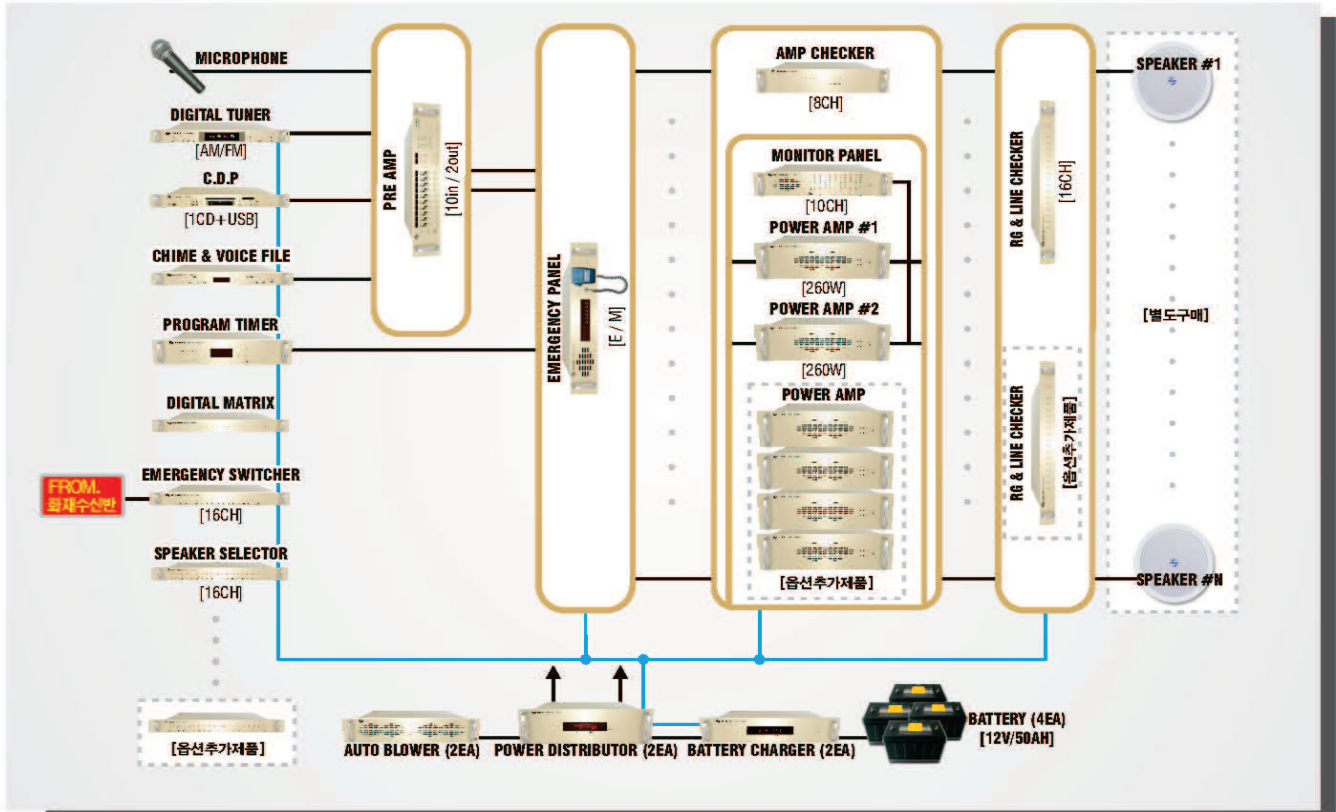 MICROPHONE
DIGITAL TUNER
[AM/FM]
C.D.P
[1CD+USB]
CHIME & VOICE FILE
PROGRAM TIMER
DIGITAL MATRIX
EMERGENCY SWITCHER
[16CH]
FROM.
화재수신반
SPEAKER SELECTOR
[16CH]
[옵션추가제품]
PRE AMP
[10in / 2out]
EMERGENCY PANEL
[E / M]
AMP CHECKER
[8CH]
MONITOR PANEL
[10CH]
POWER AMP #1
[260W]
POWER AMP #2
[260W]
POWER AMP
[옵션추가제품]
RG & LINE CHECKER
[16CH]
RG & LINE CHECKER
[옵션추가제품]
SPEAKER #1
[별도구매]
SPEAKER #N
AUTO BLOWER (2EA)
POWER DISTRIBUTOR (2EA)
BATTERY CHARGER (2EA)
BATTERY (4EA)
[12V/50AH]